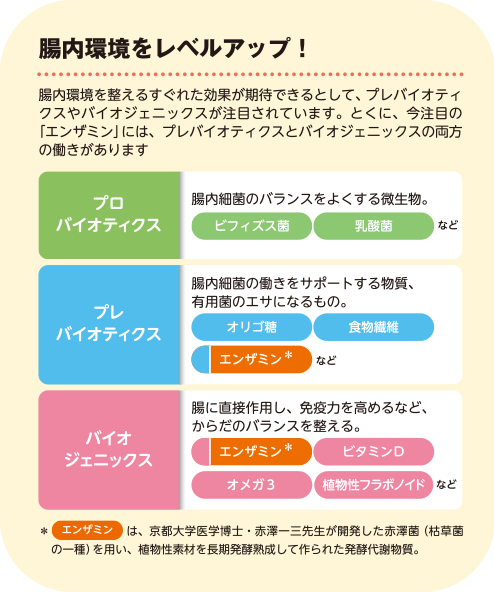 腸内環境をレベルアップ！
腸内環境を整えるすぐれた効果が期待できるとして、プレバイオティ
クスやバイオジェニックスが注目されています。とくに、今注目の
「エンザミン」には、プレバイオティクスとバイオジェニックスの両方
の働きがあります
プロ
バイオティクス
腸内細菌のバランスをよくする微生物。
ビフィズス菌 乳酸菌 など
プレ
バイオティクス
腸内細菌の働きをサポートする物質、
有用菌のエサになるもの。
オリゴ糖 食物繊維
エンザミン＊ など
バイオ
ジェニックス
腸に直接作用し、免疫力を高めるなど、
からだのバランスを整える。
エンザミン＊ ビタミンD
オメガ３ 植物性フラボノイド など
＊ エンザミン は、京都大学医学博士・赤澤一三先生が開発した赤澤菌（枯草菌
の一種）を用い、植物性素材を長期発酵熟成して作られた発酵代謝物質。